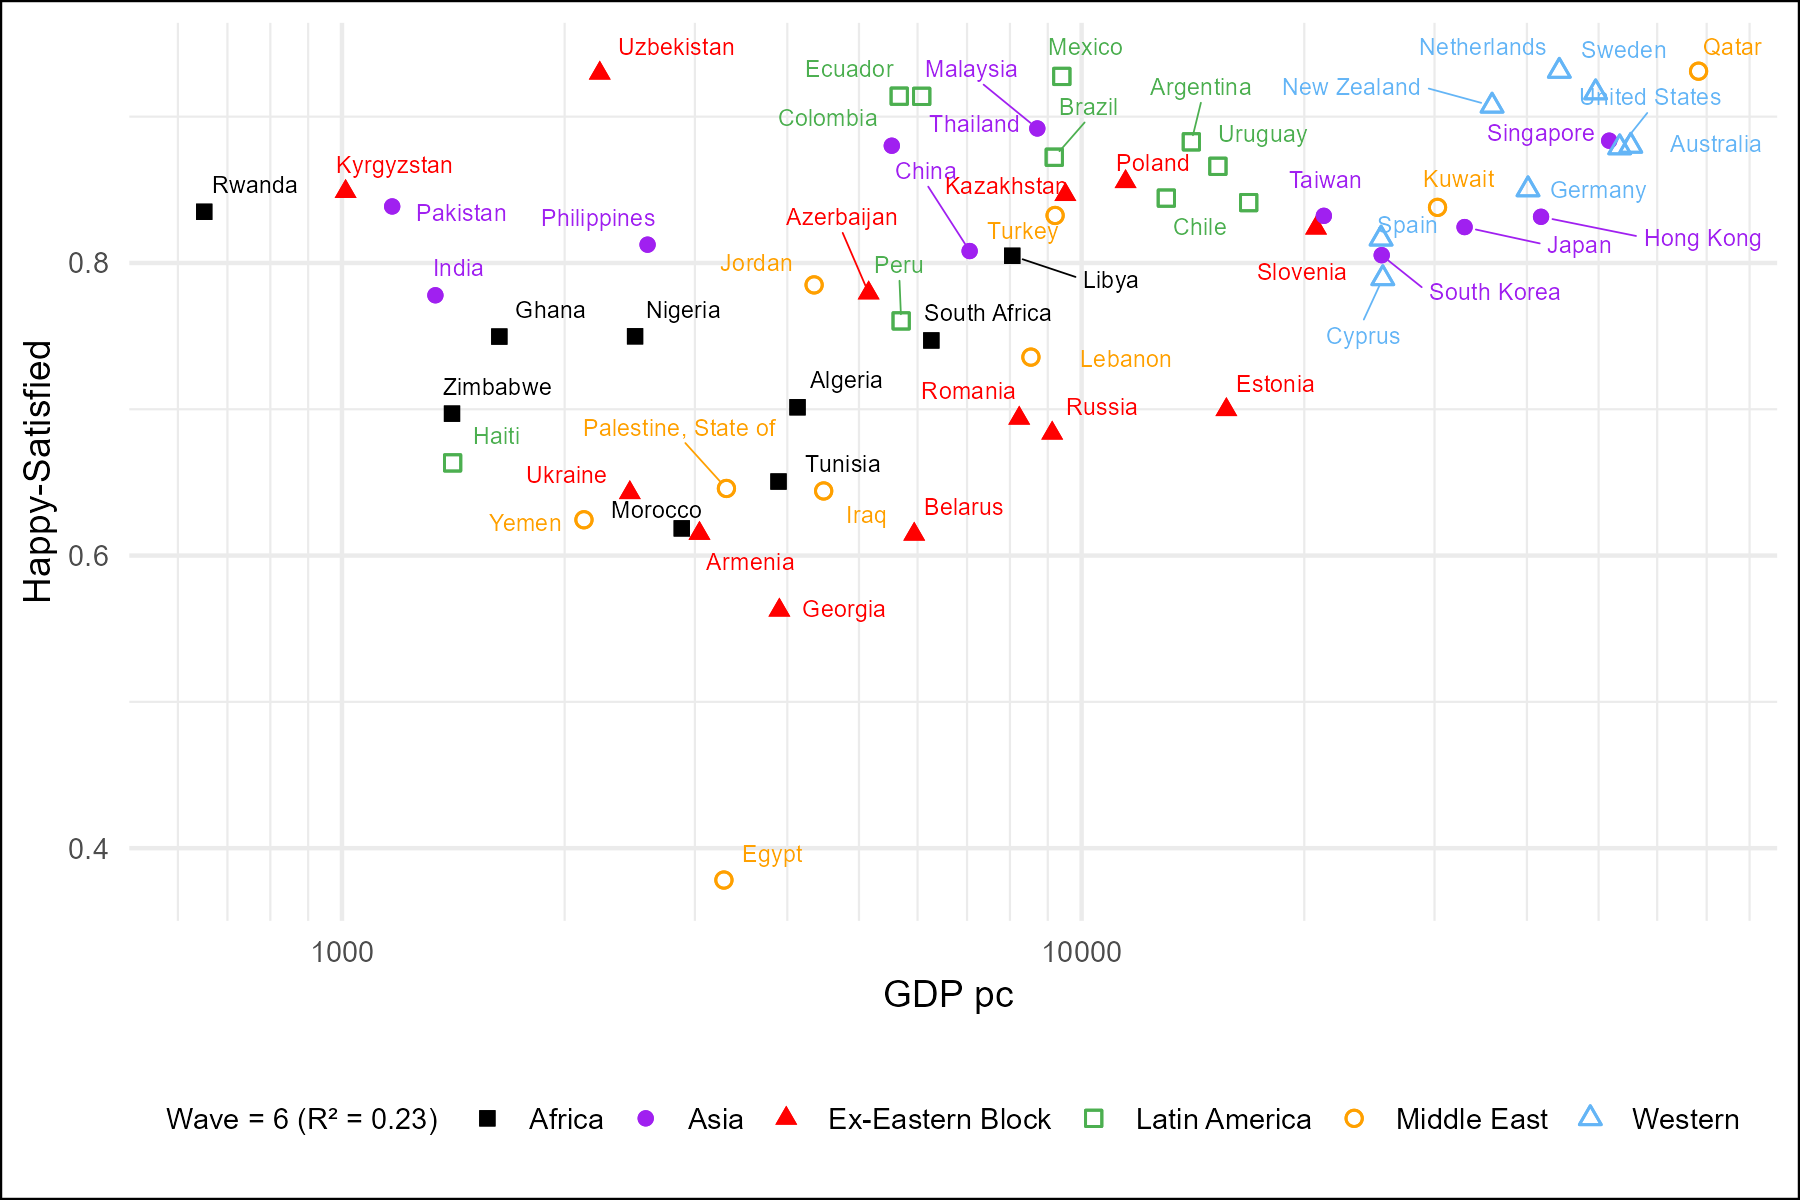 Uzbekistan
Mexico
Netherlands
Sweden
Qatar
Ecuador
Malaysia
New Zealand
Argentina
United States
Brazil
Colombia
Thailand
Uruguay
Singapore
Australia
Kyrgyzstan
Poland
China
Rwanda
Kazakhstan
Taiwan
Kuwait
Germany
Pakistan
Philippines
Azerbaijan
Turkey
Chile
Spain
Hong Kong
Japan
0.8
India
Jordan
Peru
Libya
Slovenia
South Korea
Ghana
Nigeria
South Africa
Cyprus
Lebanon
Zimbabwe
Algeria
Romania
Estonia
Russia
Haiti
Palestine, State of
Ukraine
Tunisia
Morocco
Yemen
Iraq
Belarus
0.6
Armenia
Georgia
Happy-Satisfied
0.4
Egypt
1000
10000
GDP pc
Wave = 6 (R² = 0.23) Africa Asia Ex-Eastern Block Latin America Middle East Western